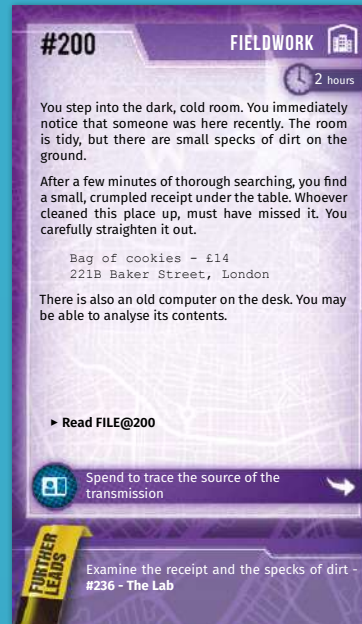 #200
FIELDWORK
2 hours
You step into the dark, cold room. You immediately
notice that someone was here recently. The room
is tidy, but there are small specks of dirt on the
ground.
After a few minutes of thorough searching, you find
a small, crumpled receipt under the table. Whoever
cleaned this place up, must have missed it. You
carefully straighten it out.
Bag of cookies - £14
221B Baker Street, London
There is also an old computer on the desk. You may
be able to analyse its contents.
▶ Read FILE@200
Spend to trace the source of the
transmission
FURTHER
LEADS
Examine the receipt and the specks of dirt -
#236 - The Lab